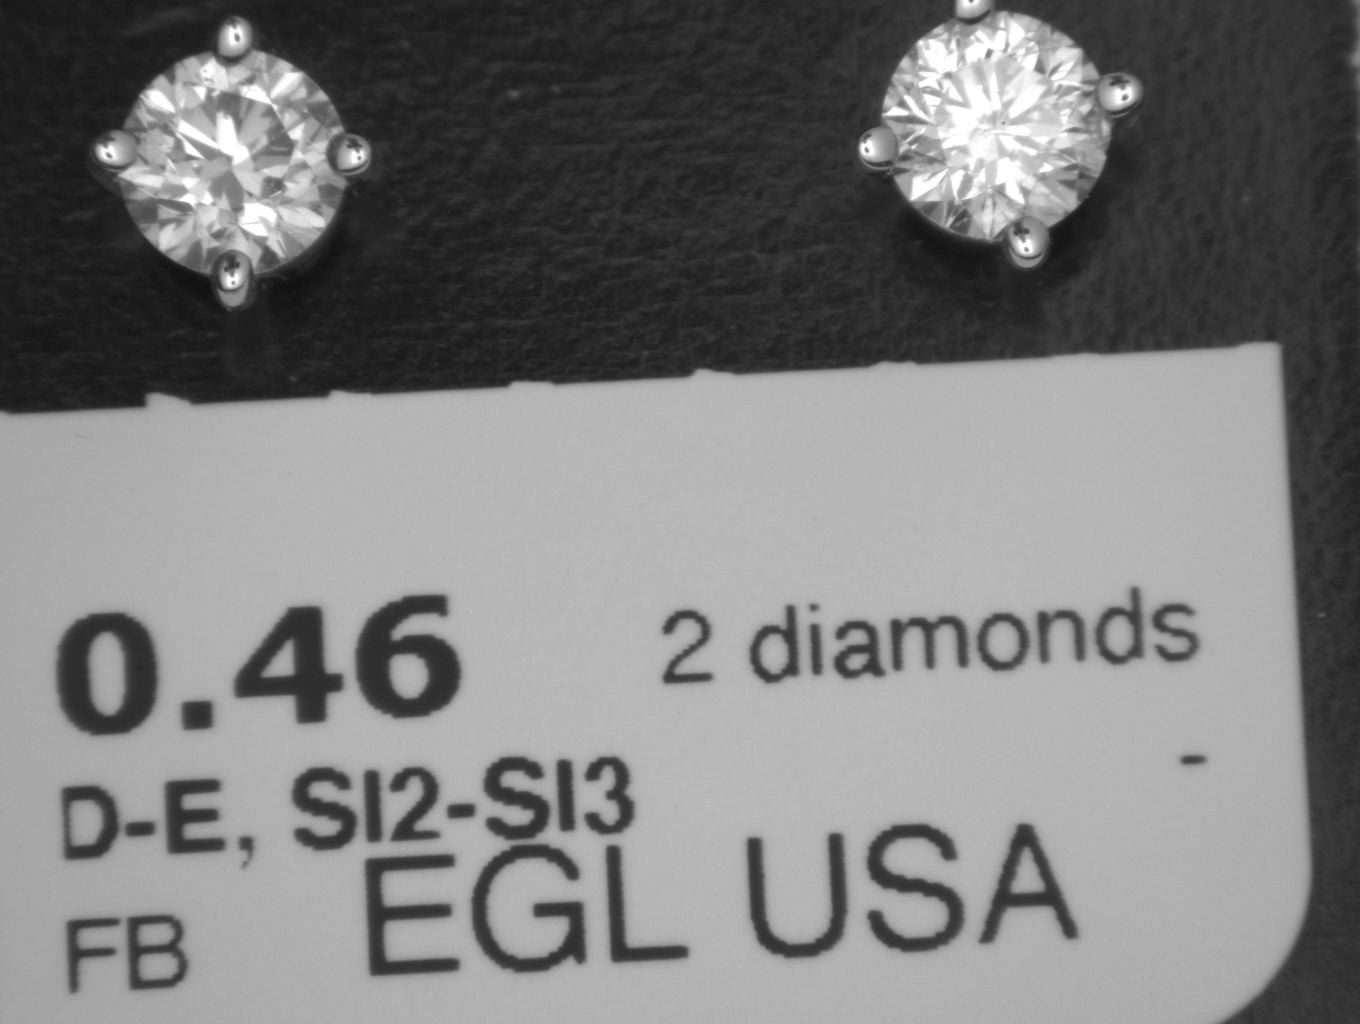 0.46 2 diamonds
-
D-E, SI2-SI3
EGL USA
FB